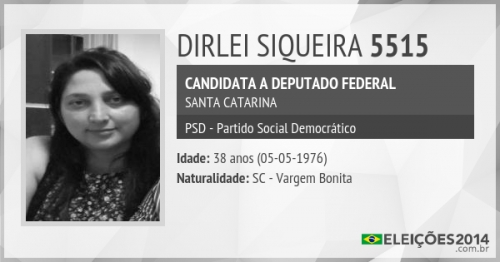 DIRLEI SIQUEIRA 5515
CANDIDATA A DEPUTADO FEDERAL
SANTA CATARINA
PSD - Partido Social Democrático
Idade: 38 anos (05-05-1976)
Naturalidade: SC - Vargem Bonita
ELEIÇÕES2014
.com.br